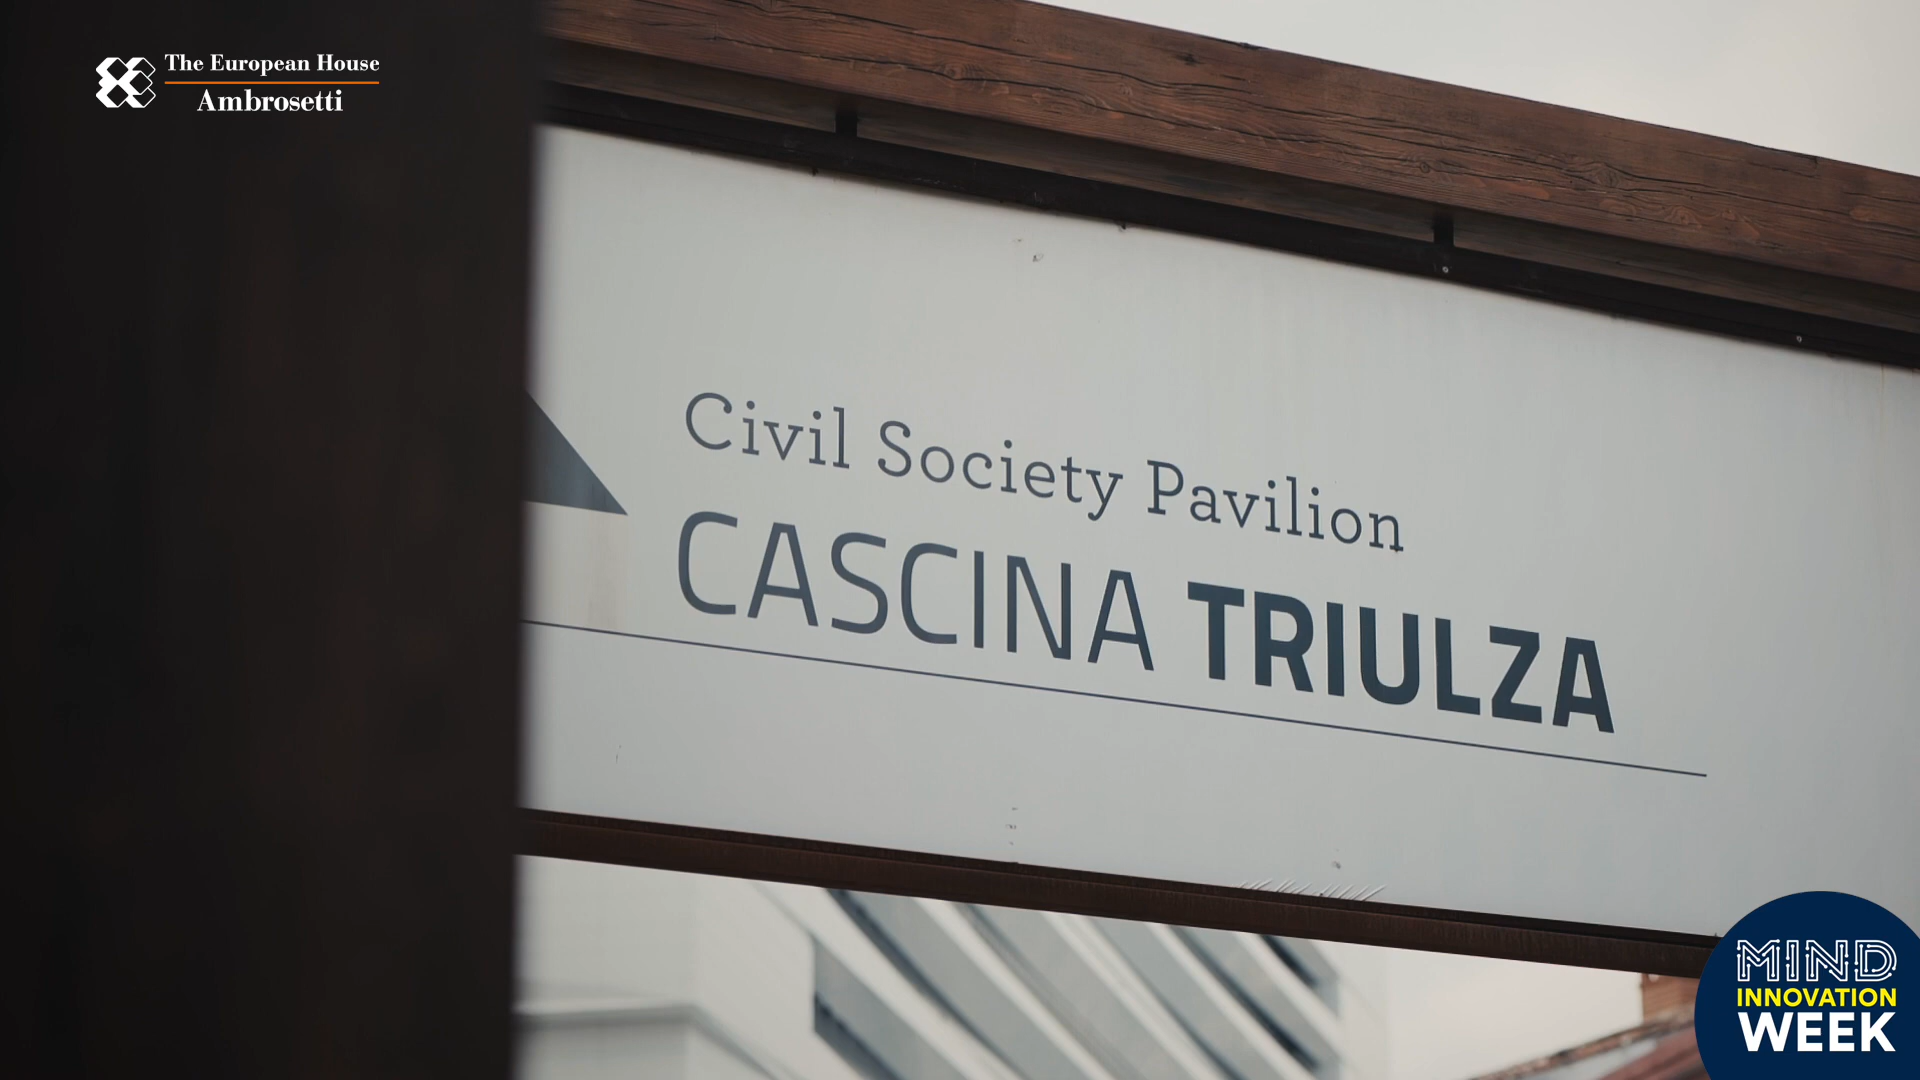 The European House
Ambrosetti
Civil Society Pavilion
CASCINA TRIULZA
MIND
INNOVATION
WEEK